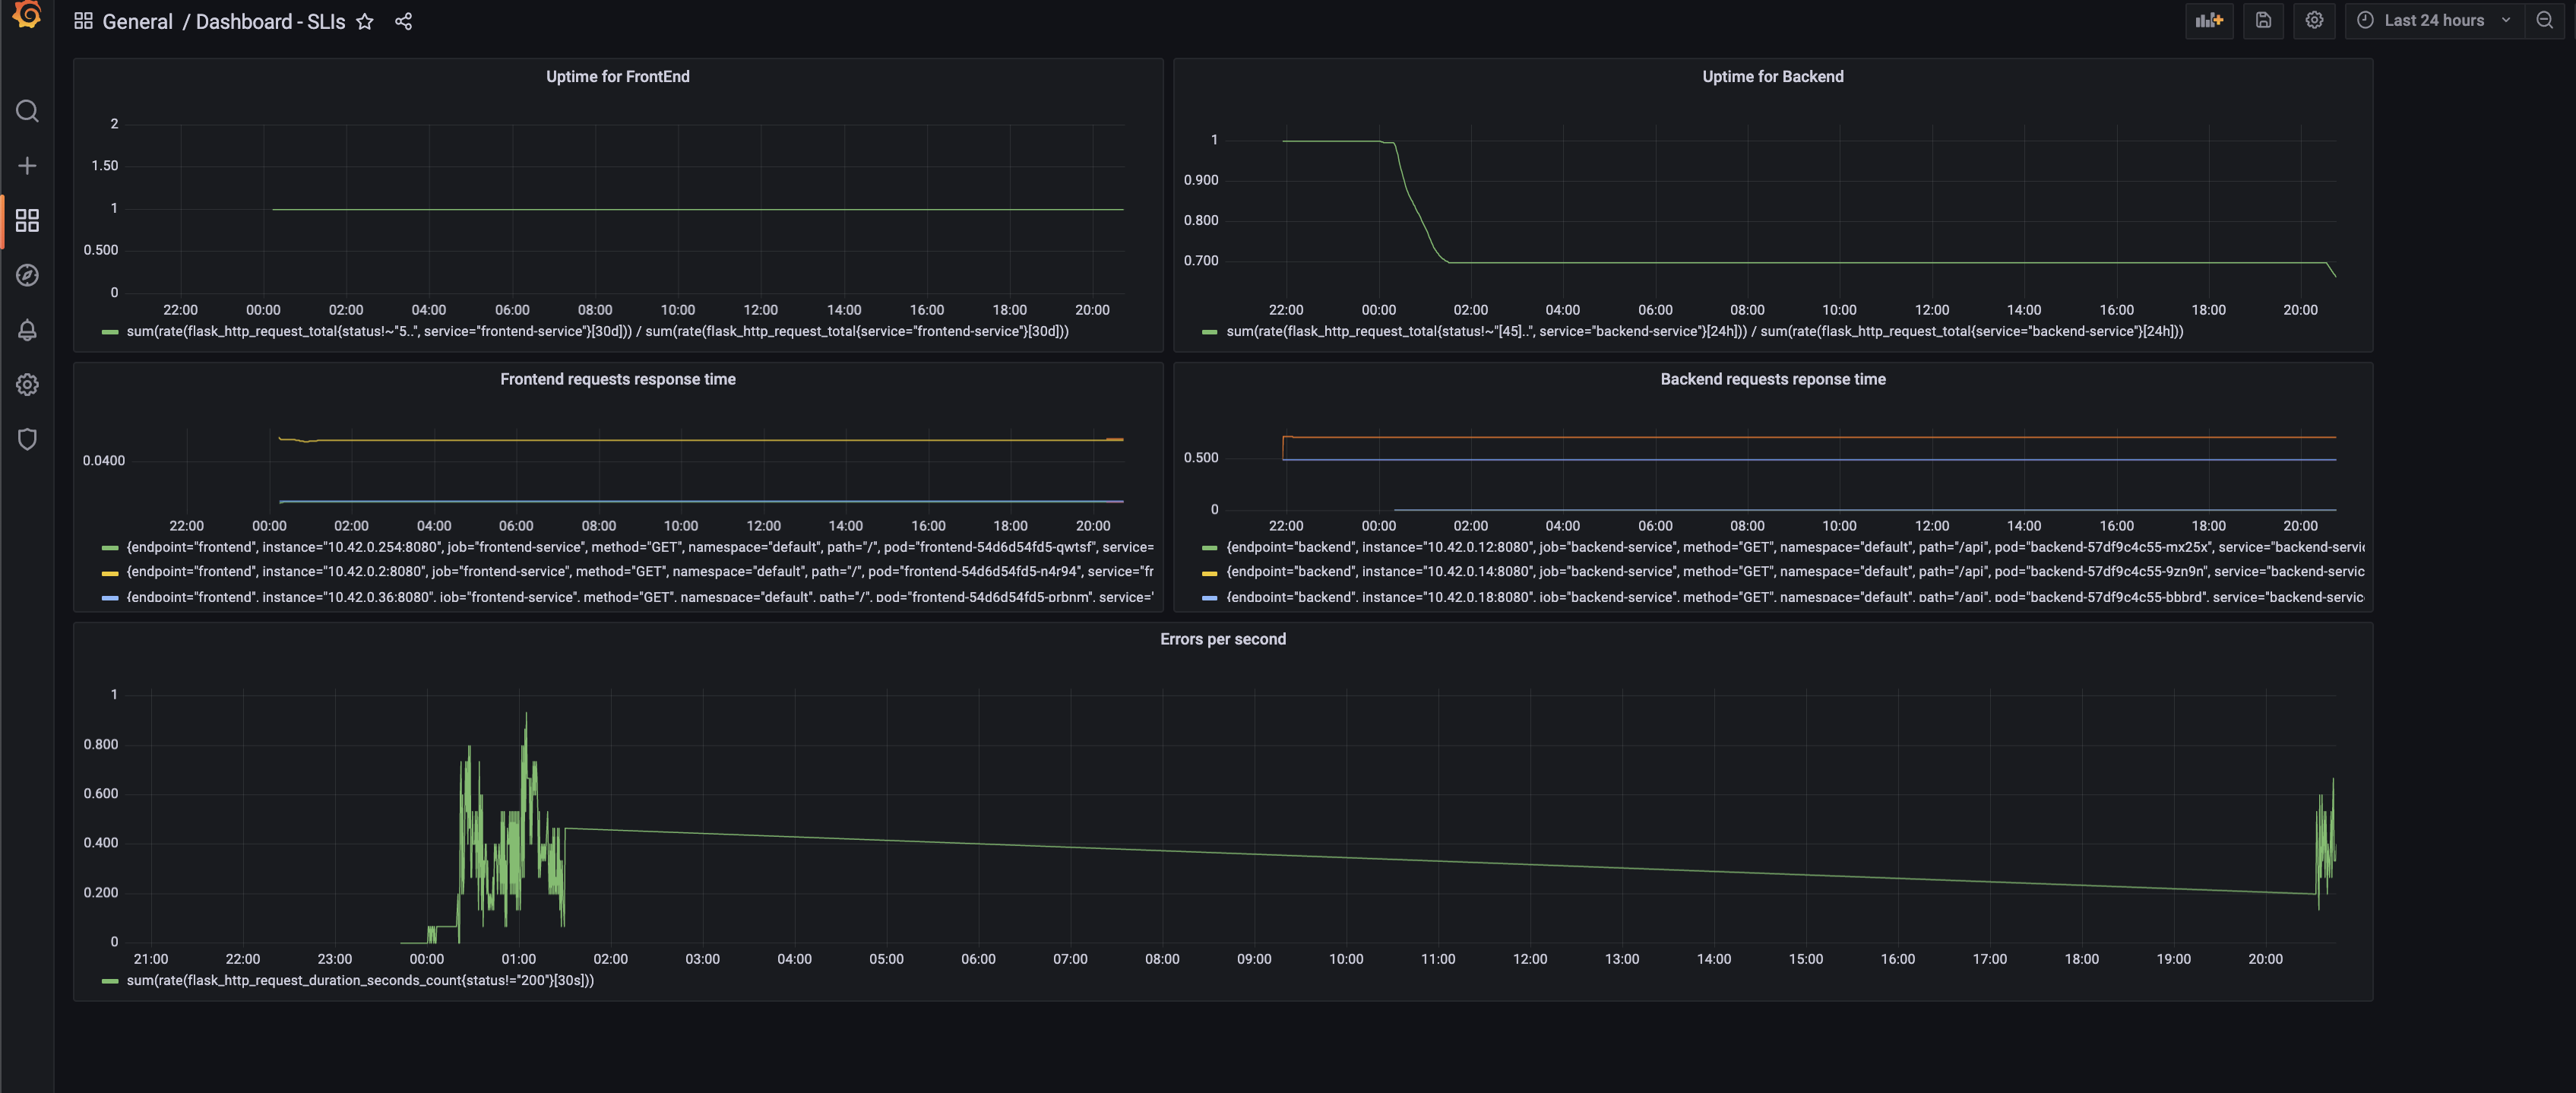 General / Dashboard - SLIs
Last 24 hours
Uptime for FrontEnd
2
1.50
1
0.500
0
22:00 00:00 02:00 04:00 06:00 08:00 10:00 12:00 14:00 16:00 18:00 20:00
sum(rate(flask_http_request_total{status!~"5..", service="frontend-service"}[30d])) / sum(rate(flask_http_request_total{service="frontend-service"}[30d]))
Uptime for Backend
1
0.900
0.800
0.700
22:00 00:00 02:00 04:00 06:00 08:00 10:00 12:00 14:00 16:00 18:00 20:00
sum(rate(flask_http_request_total{status!~"[45]..", service="backend-service"}[24h])) / sum(rate(flask_http_request_total{service="backend-service"}[24h]))
Frontend requests response time
0.0400
22:00 00:00 02:00 04:00 06:00 08:00 10:00 12:00 14:00 16:00 18:00 20:00
{endpoint="frontend", instance="10.42.0.254:8080", job="frontend-service", method="GET", namespace="default", path="/", pod="frontend-54d6d54fd5-qwtsf", service=
{endpoint="frontend", instance="10.42.0.2:8080", job="frontend-service", method="GET", namespace="default", path="/", pod="frontend-54d6d54fd5-n4r94", service="fr
{endpoint="frontend", instance="10.42.0.36:8080", job="frontend-service", method="GET", namespace="default", path="/", pod="frontend-54d6d54fd5-prbnm", service="
Backend requests reponse time
0.500
0
22:00 00:00 02:00 04:00 06:00 08:00 10:00 12:00 14:00 16:00 18:00 20:00
{endpoint="backend", instance="10.42.0.12:8080", job="backend-service", method="GET", namespace="default", path="/api", pod="backend-57df9c4c55-mx25x", service="backend-servic
{endpoint="backend", instance="10.42.0.14:8080", job="backend-service", method="GET", namespace="default", path="/api", pod="backend-57df9c4c55-9zn9n", service="backend-servic
{endpoint="backend", instance="10.42.0.18:8080", job="backend-service", method="GET", namespace="default", path="/api", pod="backend-57df9c4c55-bbbrd", service="backend-servic
Errors per second
1
0.800
0.600
0.400
0.200
0
21:00 22:00 23:00 00:00 01:00 02:00 03:00 04:00 05:00 06:00 07:00 08:00 09:00 10:00 11:00 12:00 13:00 14:00 15:00 16:00 17:00 18:00 19:00 20:00
sum(rate(flask_http_request_duration_seconds_count{status!="200"}[30s]))